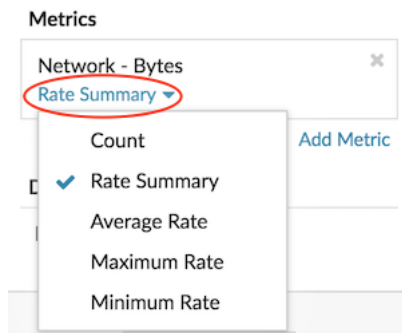 Metrics
Network - Bytes
Rate Summary
Add Metric
Count
Rate Summary
Average Rate
Maximum Rate
Minimum Rate